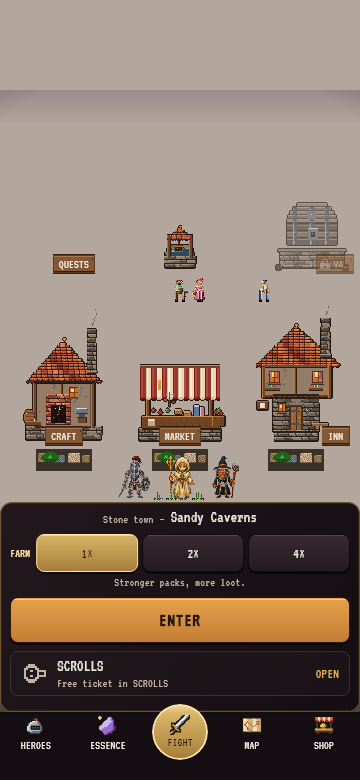 QUESTS
CRAFT
MARKET
INN
Stone town – Sandy Caverns
FARM
1X
2X
4X
Stronger packs, more loot.
ENTER
SCROLLS
Free ticket in SCROLLS
OPEN
HEROES
ESSENCE
FIGHT
MAP
SHOP